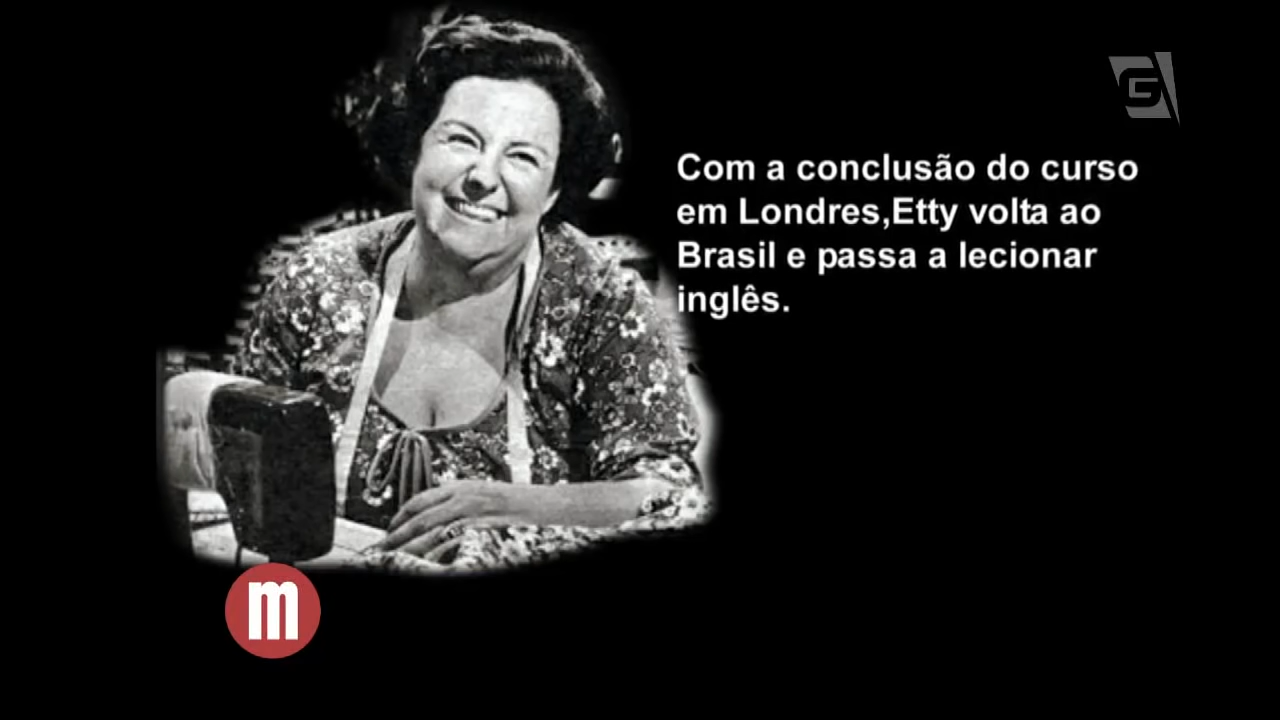 Com a conclusão do curso
em Londres,Etty volta ao
Brasil e passa a lecionar
inglês.
G
m